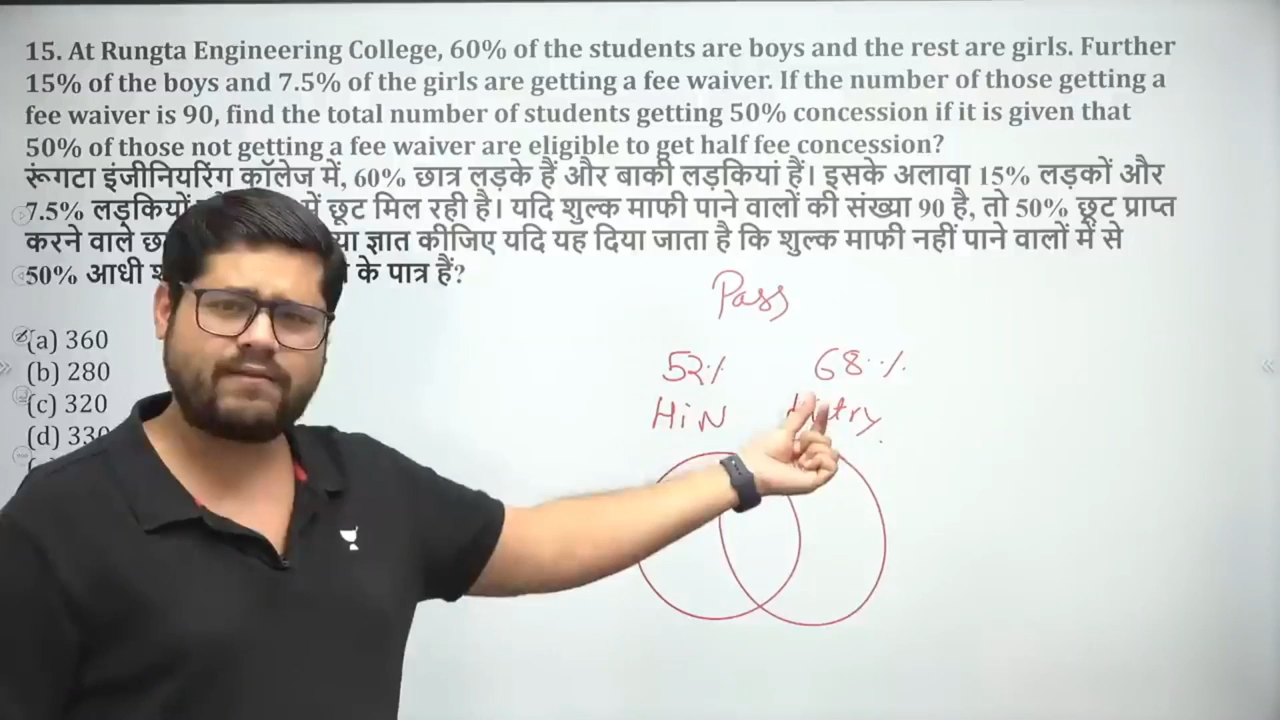 15. At Rungta Engineering College, 60% of the students are boys and the rest are girls. Further
15% of the boys and 7.5% of the girls are getting a fee waiver. If the number of those getting a
fee waiver is 90, find the total number of students getting 50% concession if it is given that
50% of those not getting a fee waiver are eligible to get half fee concession?
रूंगटा इंजीनियरिंग कॉलेज में, 60% छात्र लड़के हैं और बाकी लड़कियां हैं। इसके अलावा 15% लड़कों और
7.5% लड़कियों में छूट मिल रही है। यदि शुल्क माफी पाने वालों की संख्या 90 है, तो 50% छूट प्राप्त
करने वाले ज्ञात कीजिए यदि यह दिया जाता है कि शुल्क माफी नहीं पाने वालों में से
50% आधी के पात्र हैं?
Pass
(a) 360
52% 68%
(b) 280
(c) 320
HiN
(d) 330